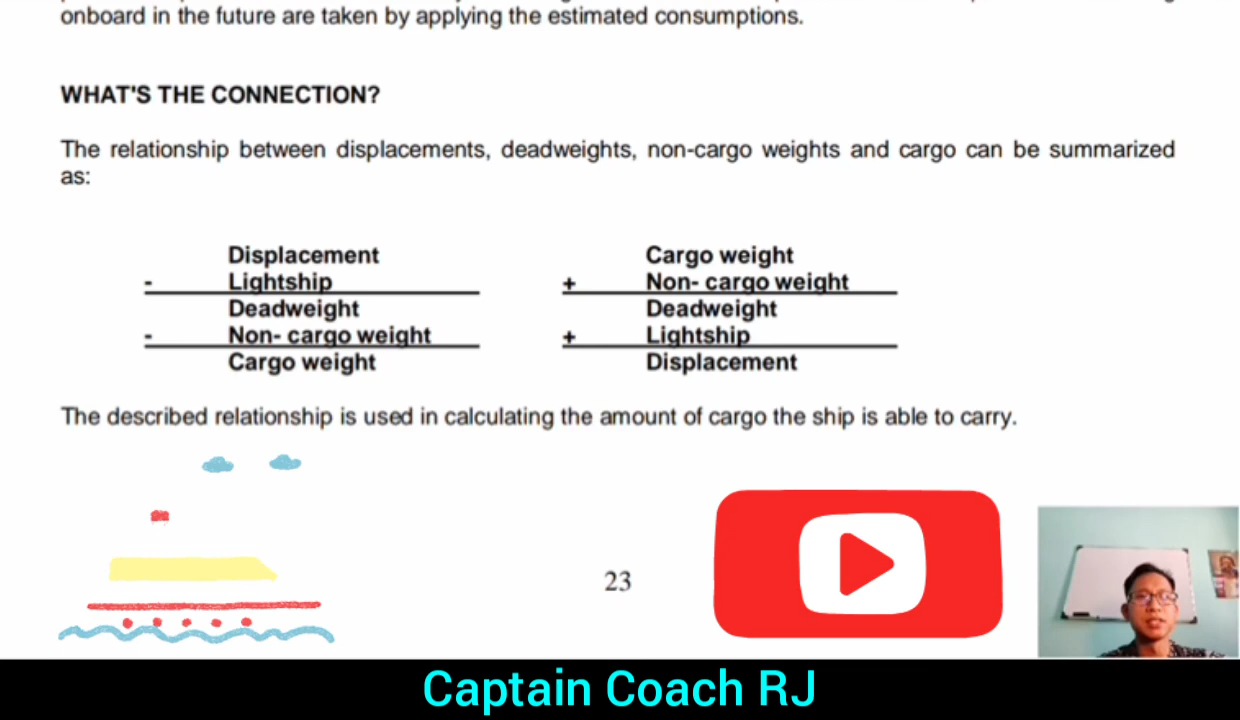 onboard in the future are taken by applying the estimated consumptions.
WHAT'S THE CONNECTION?
The relationship between displacements, deadweights, non-cargo weights and cargo can be summarized
as:
Displacement
- Lightship
Deadweight
- Non- cargo weight
Cargo weight
Cargo weight
+ Non- cargo weight
Deadweight
+ Lightship
Displacement
The described relationship is used in calculating the amount of cargo the ship is able to carry.
23
Captain Coach RJ